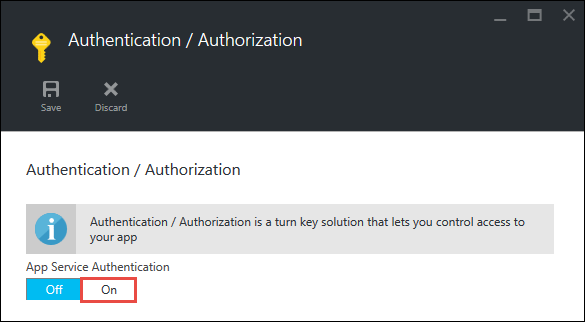 Authentication / Authorization
Save Discard
Authentication / Authorization
Authentication / Authorization is a turn key solution that lets you control access to
your app
App Service Authentication
Off On